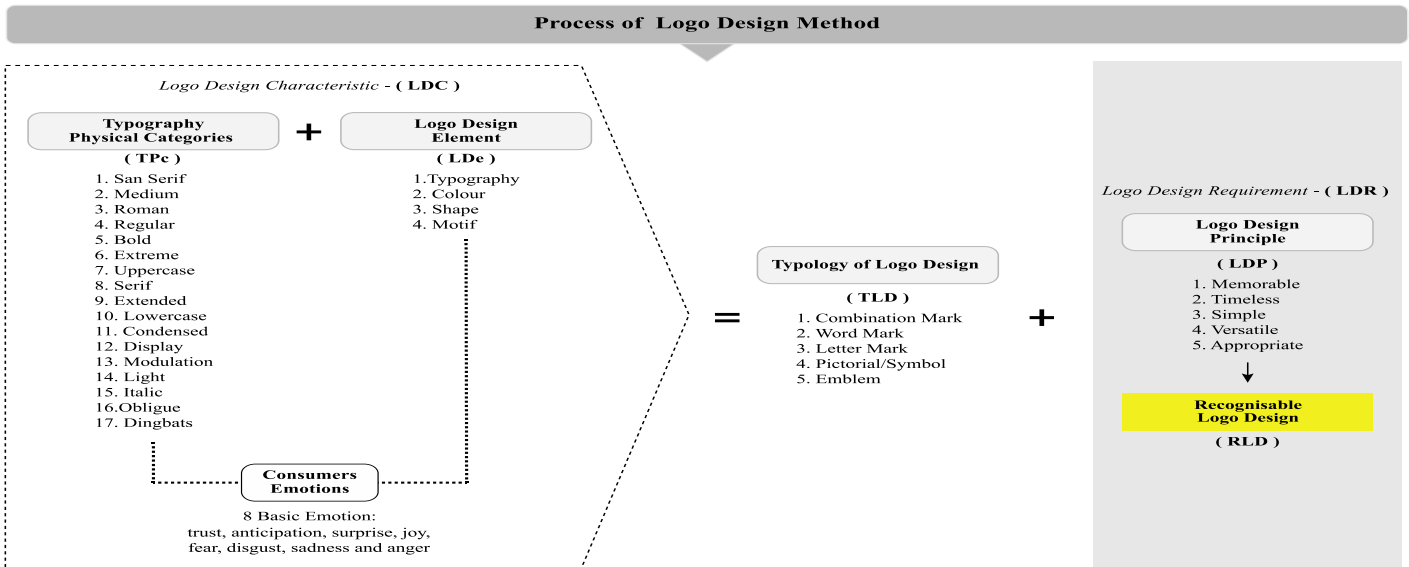 Process of Logo Design Method
Logo Design Characteristic - ( LDC )
Typography
Physical Categories
+
Logo Design
Element
( TPc )
1. San Serif
2. Medium
3. Roman
4. Regular
5. Bold
6. Extreme
7. Uppercase
8. Serif
9. Extended
10. Lowercase
11. Condensed
12. Display
13. Modulation
14. Light
15. Italic
16.Obligue
17. Dingbats
( LDe )
1.Typography
2. Colour
3. Shape
4. Motif
Consumers
Emotions
8 Basic Emotion:
trust, anticipation, surprise, joy,
fear, disgust, sadness and anger
=
Typology of Logo Design
( TLD )
1. Combination Mark
2. Word Mark
3. Letter Mark
4. Pictorial/Symbol
5. Emblem
+
Logo Design Requirement - ( LDR )
Logo Design
Principle
( LDP )
1. Memorable
2. Timeless
3. Simple
4. Versatile
5. Appropriate
Recognisable
Logo Design
( RLD )